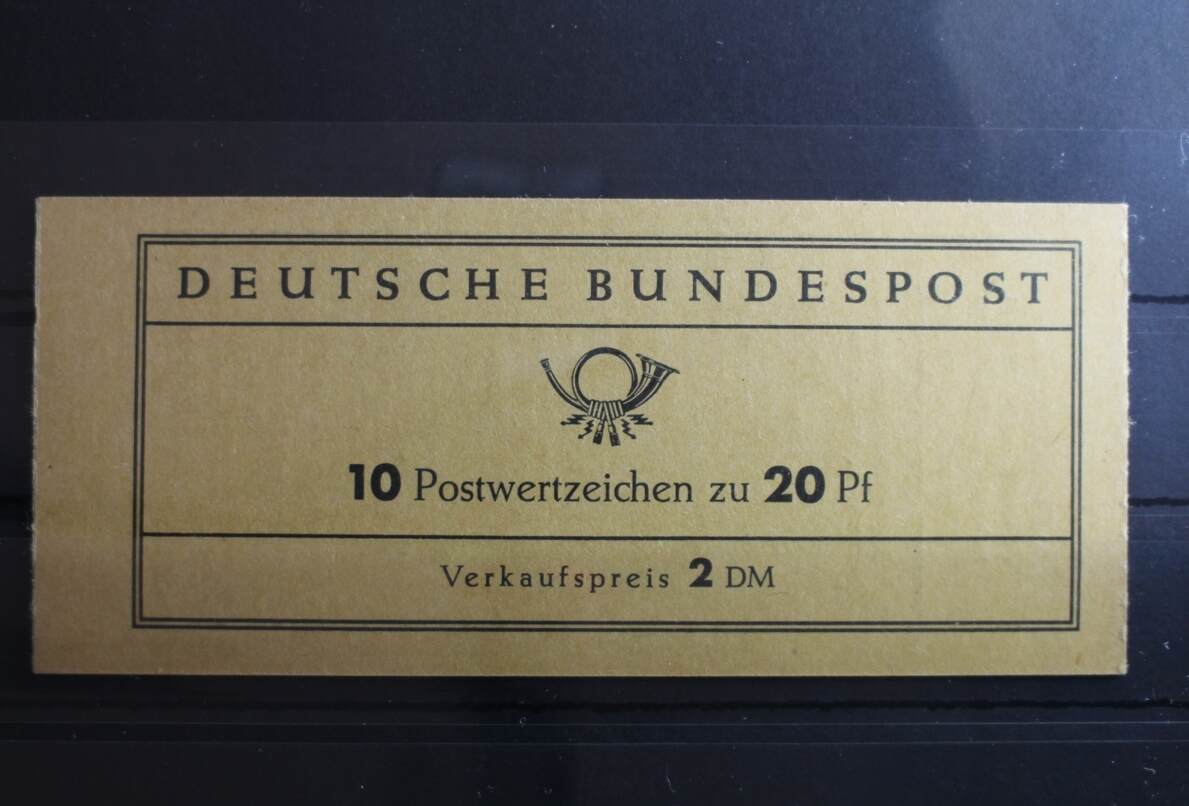 DEUTSCHE BUNDESPOST
10 Postwertzeichen zu 20 Pf
Verkaufspreis 2 DM